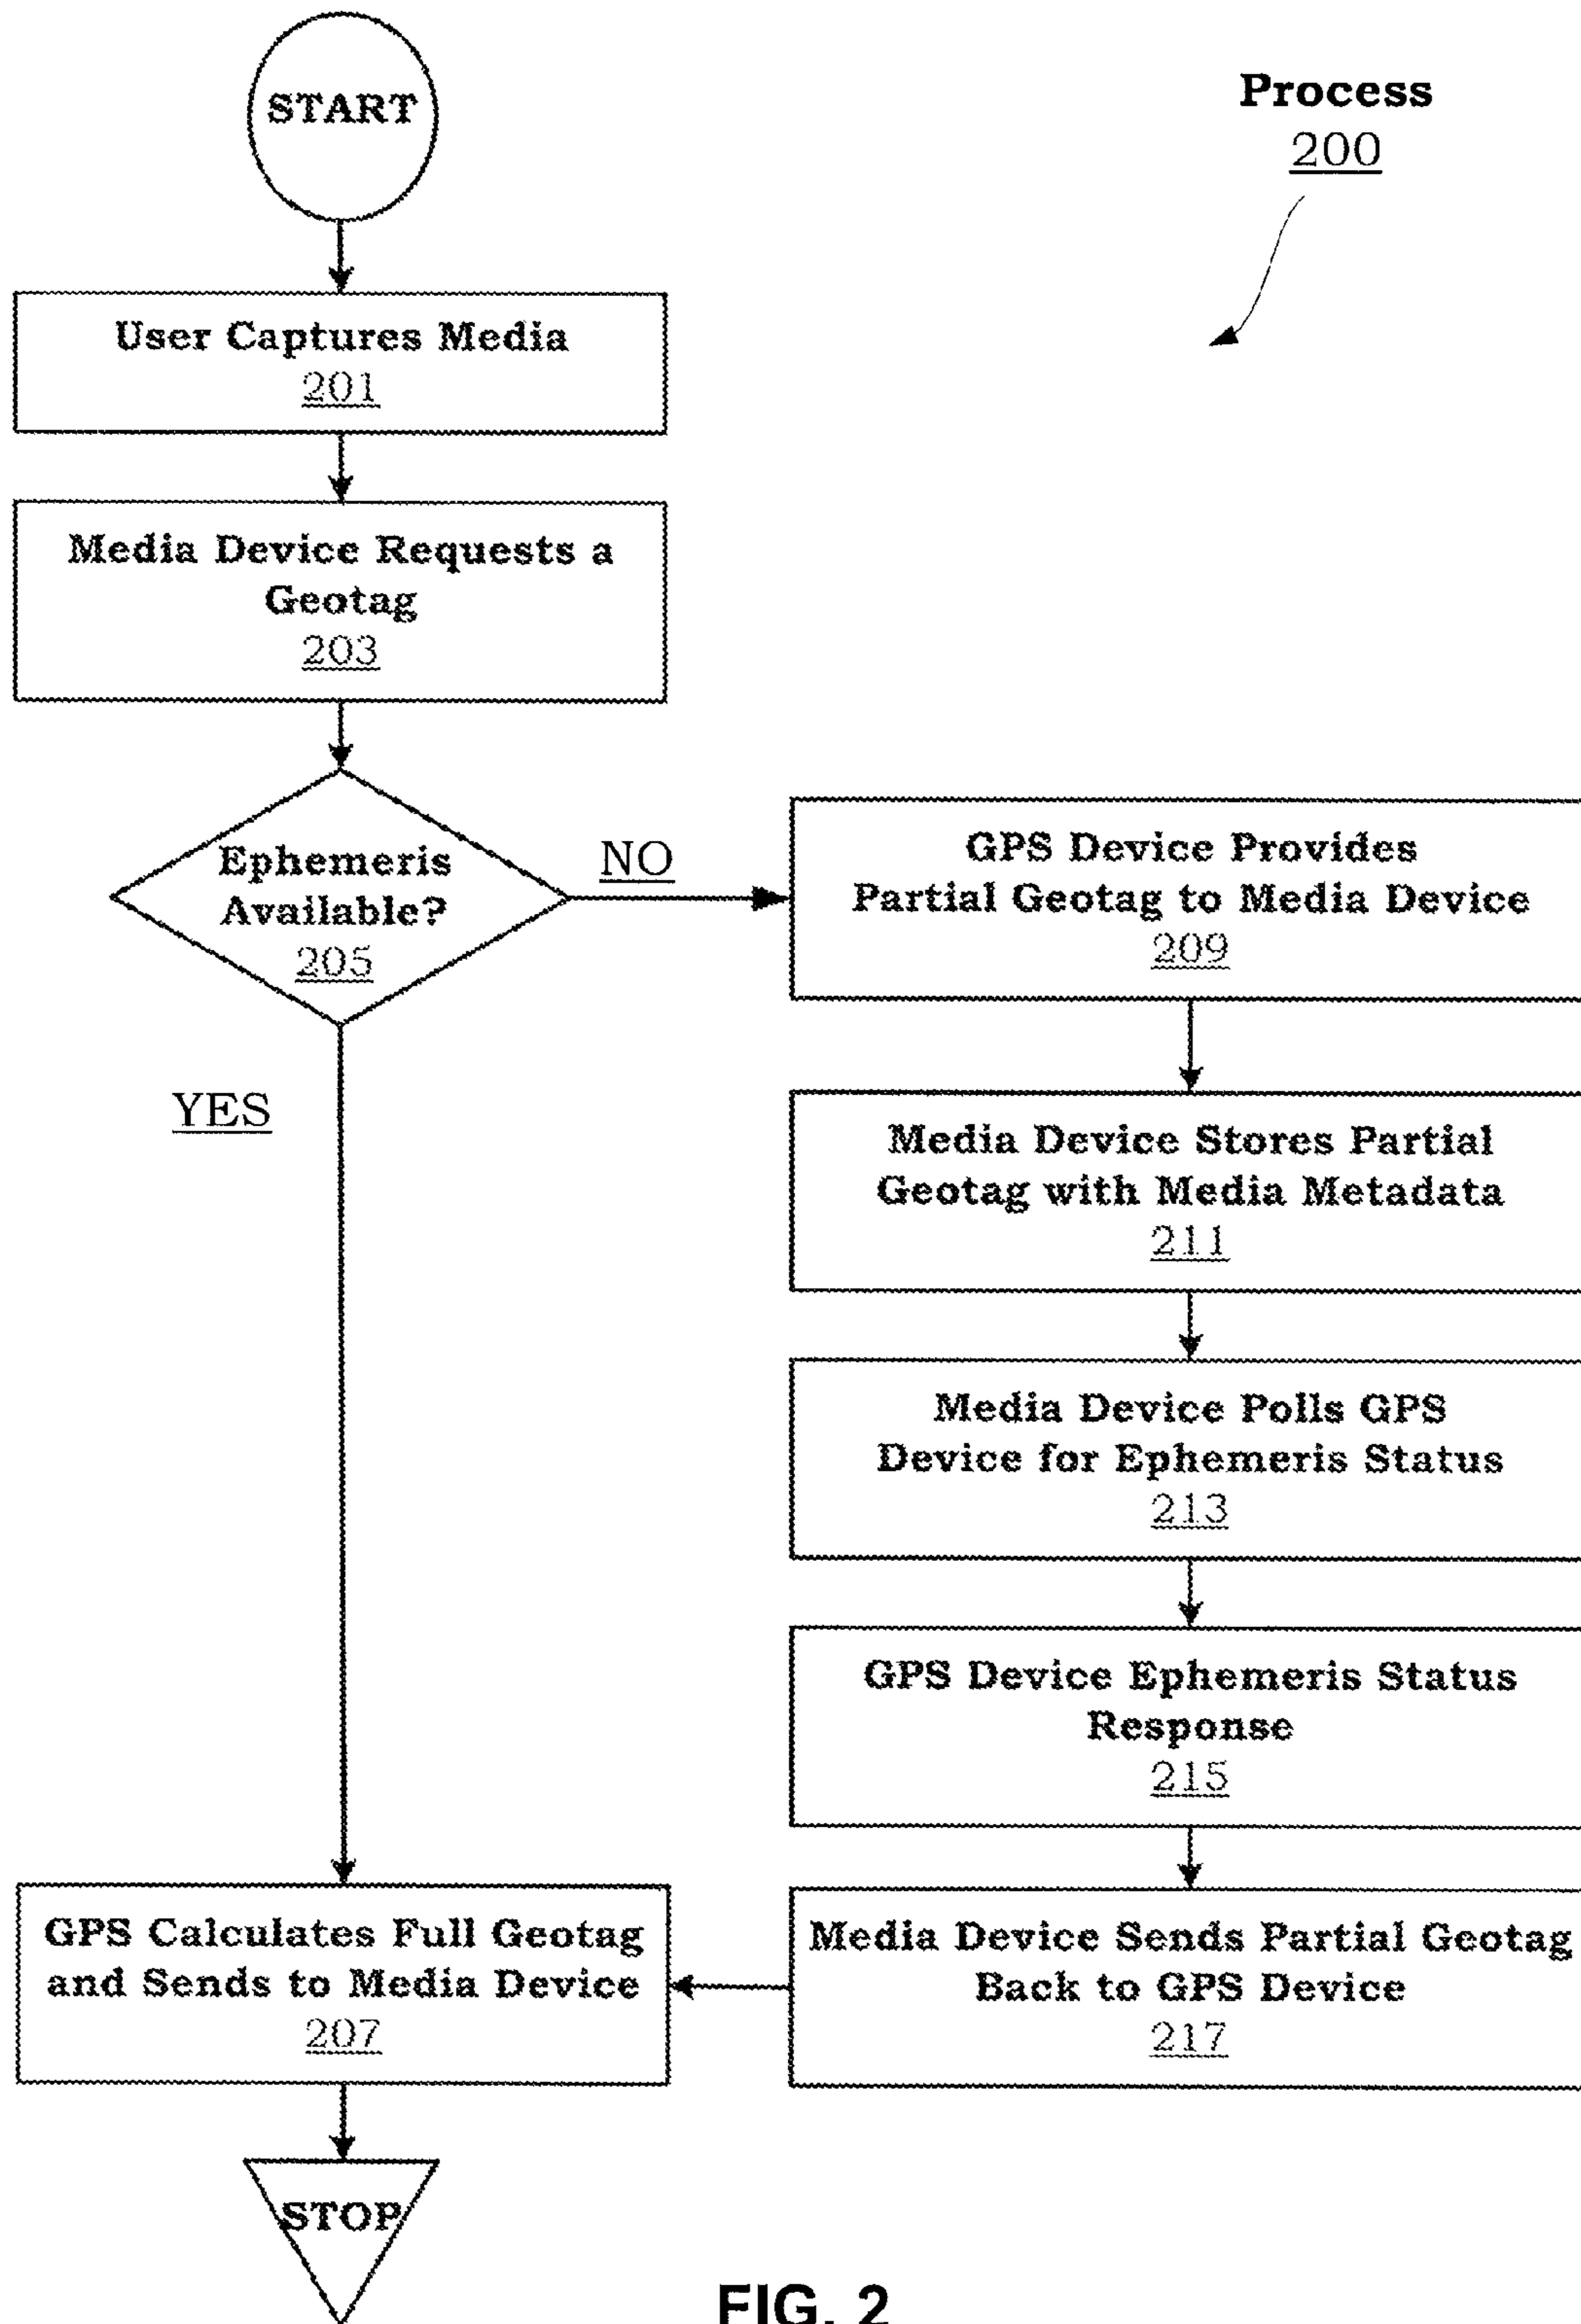 START
Process
200
User Captures Media
201
Media Device Requests a
Geotag
203
Ephemeris
Available?
205
NO
YES
GPS Device Provides
Partial Geotag to Media Device
209
Media Device Stores Partial
Geotag with Media Metadata
211
Media Device Polls GPS
Device for Ephemeris Status
213
GPS Device Ephemeris Status
Response
215
Media Device Sends Partial Geotag
Back to GPS Device
217
GPS Calculates Full Geotag
and Sends to Media Device
207
STOP
FIG. 2